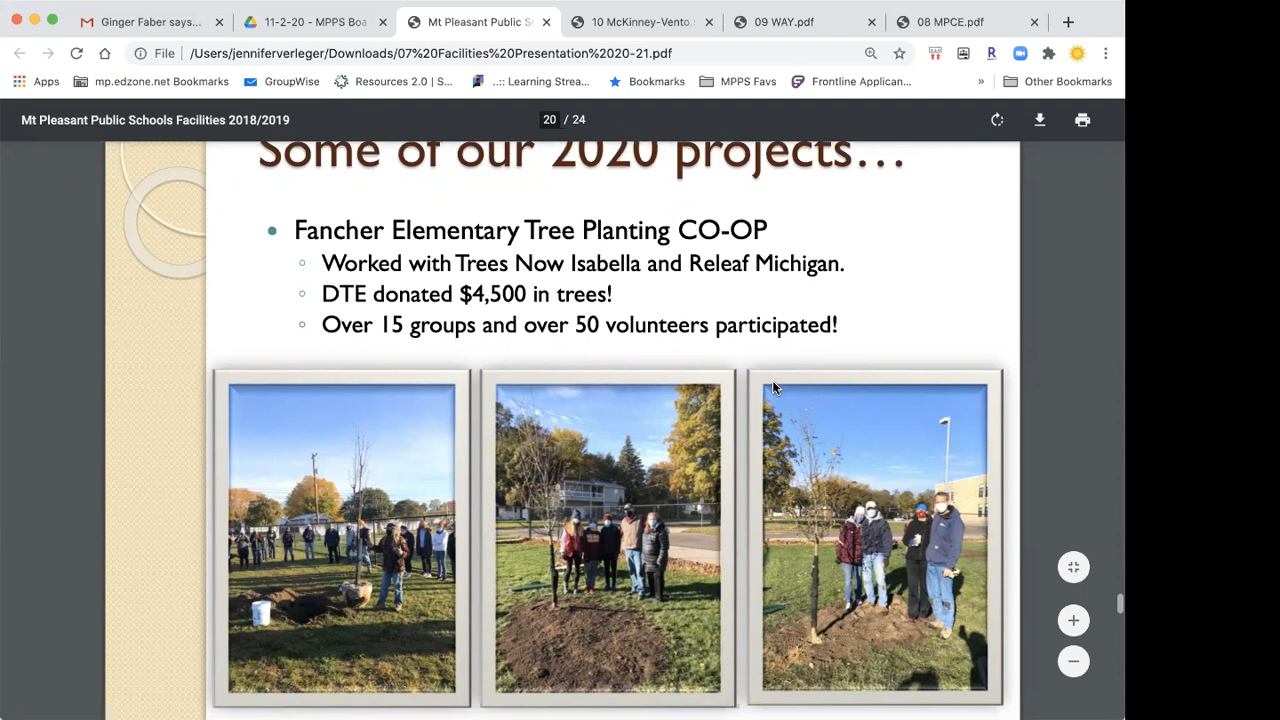 Ginger Faber says...
11-2-20 - MPPS Boa
Mt Pleasant Public S
10 McKinney-Vento.
09 WAY.pdf
08 MPCE.pdf
File /Users/jenniferverleger/Downloads/07%20Facilities%20Presentation%2020-21.pdf
Apps
mp.edzone.net Bookmarks
GroupWise
Resources 2.0 | S...
..:: Learning Strea...
Bookmarks
MPPS Favs
Frontline Applican...
»
Other Bookmarks
Mt Pleasant Public Schools Facilities 2018/2019
20 / 24
Some of our 2020 projects...
Fancher Elementary Tree Planting CO-OP
Worked with Trees Now Isabella and Releaf Michigan.
DTE donated $4,500 in trees!
Over 15 groups and over 50 volunteers participated!